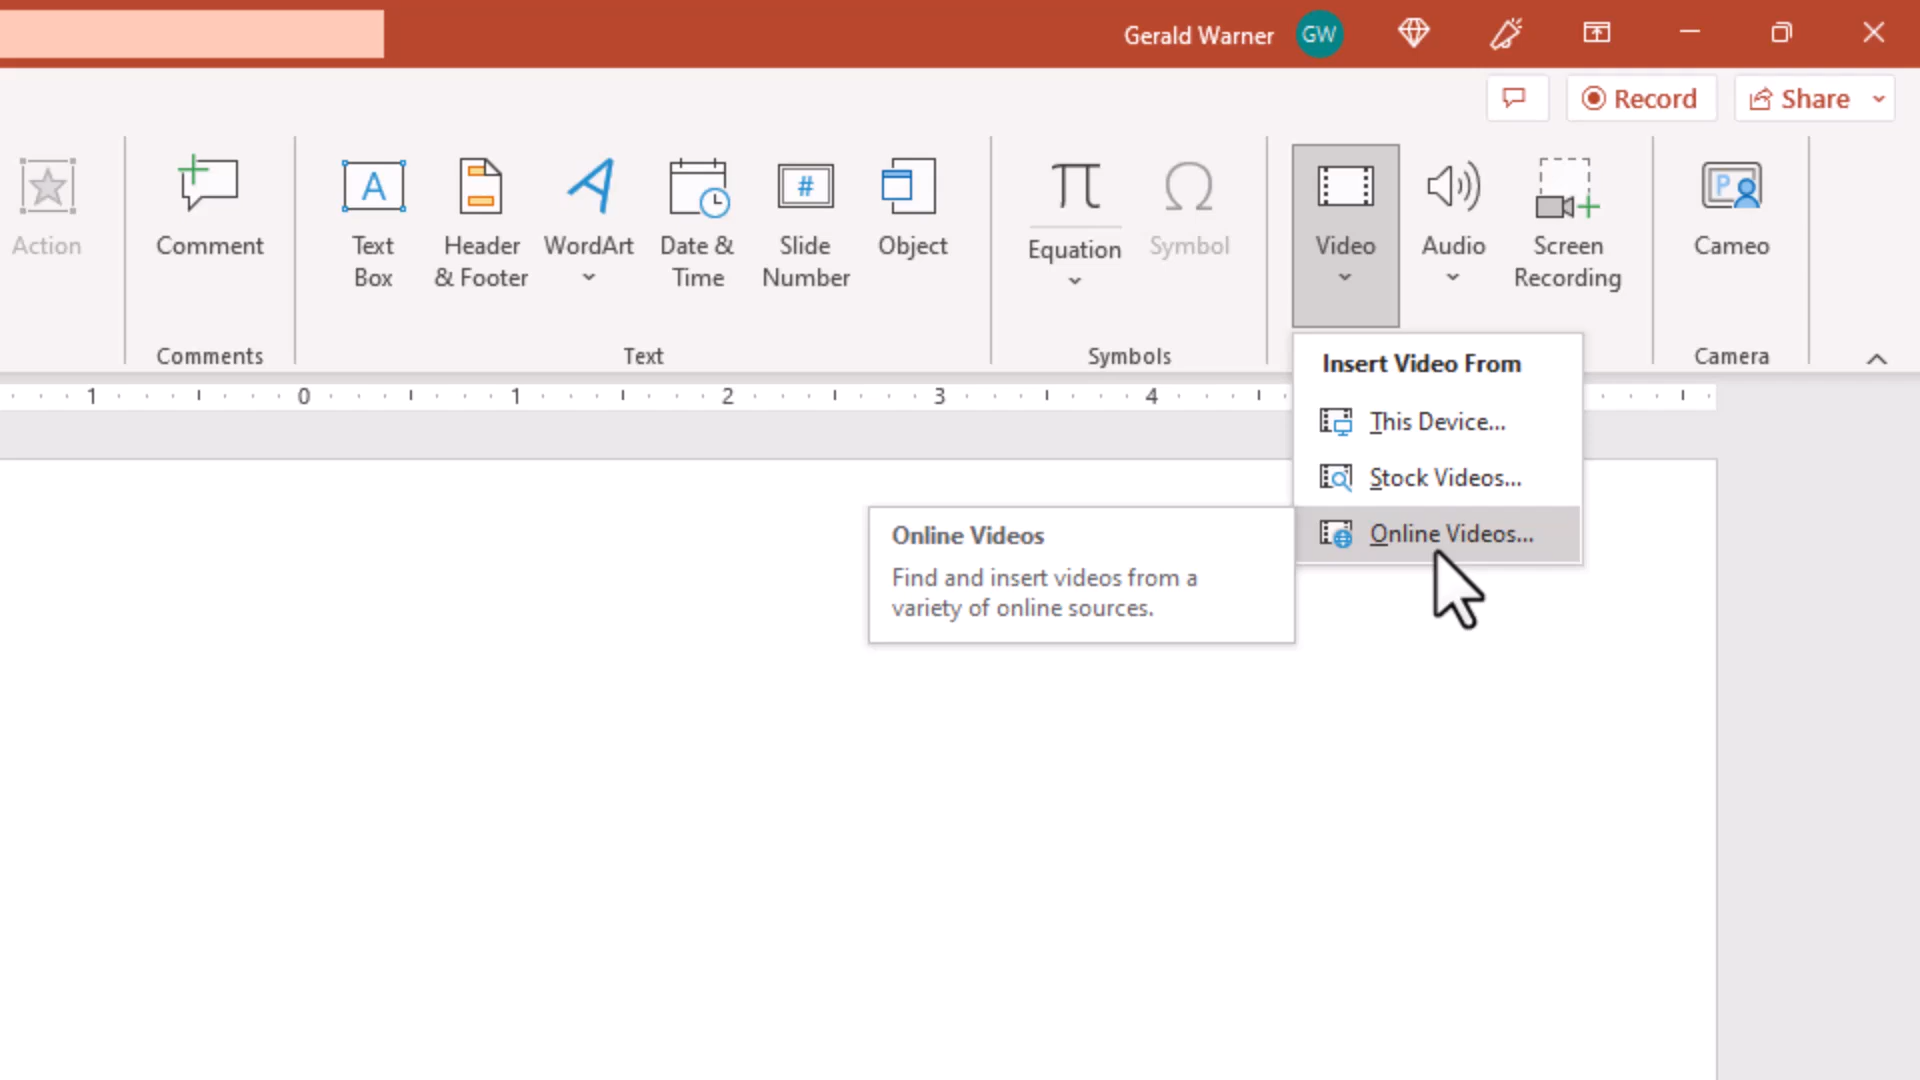 Gerald Warner
GW
Record
Share
Action
Comment
Text
Box
Header
& Footer
WordArt
Date &
Time
Slide
Number
Object
Equation
Symbol
Video
Audio
Screen
Recording
Cameo
Comments
Text
Symbols
Camera
1 0 1 2 3 4
Insert Video From
This Device...
Stock Videos...
Online Videos...
Online Videos
Find and insert videos from a
variety of online sources.